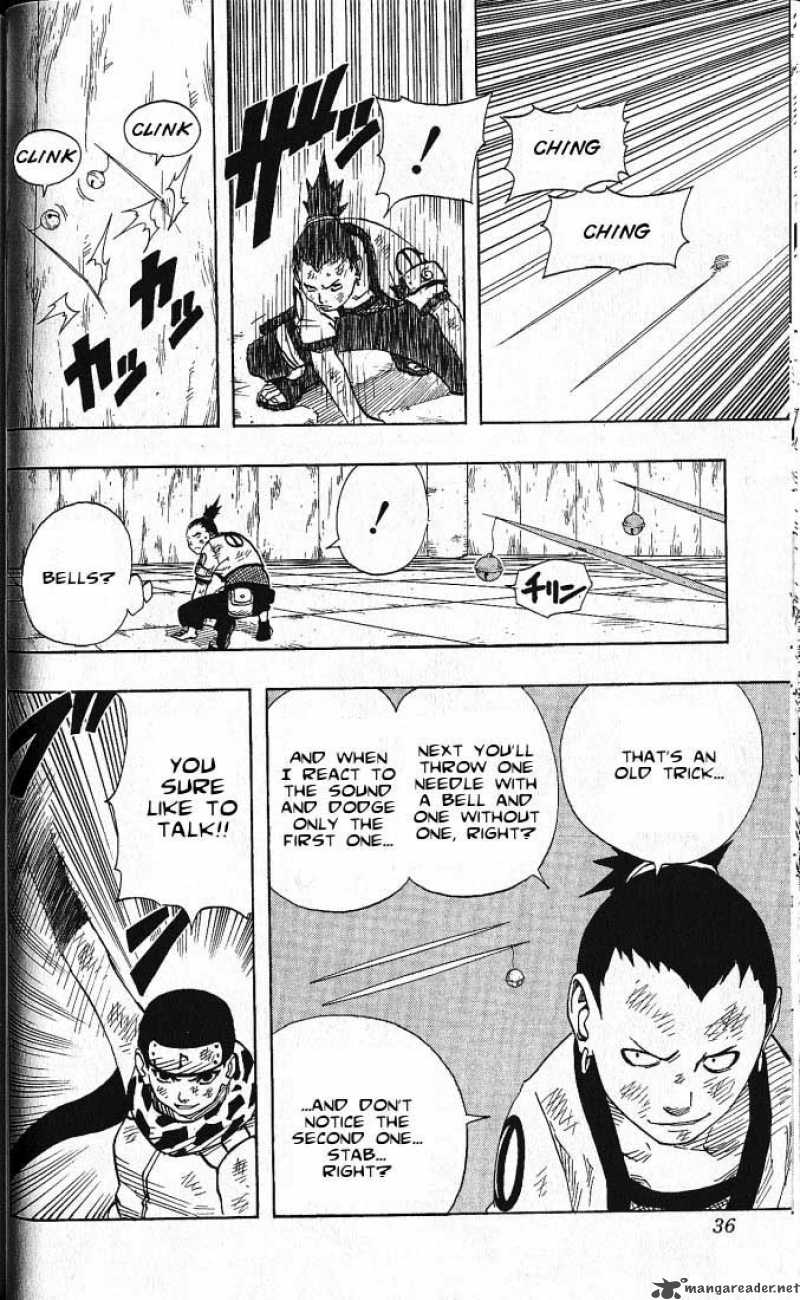 CHING
CHING
!
ザザッ
CLINK
CLINK
カッ
カッ
!
チリン
BELLS?
THAT'S AN
OLD TRICK...
NEXT YOU'LL
THROW ONE
NEEDLE WITH
A BELL AND
ONE WITHOUT
ONE, RIGHT?
AND WHEN
I REACT TO
THE SOUND
AND DODGE
ONLY THE
FIRST ONE...
...AND DON'T
NOTICE THE
SECOND ONE...
STAB...
RIGHT?
YOU
SURE
LIKE TO
TALK!!
36
mangareader.net